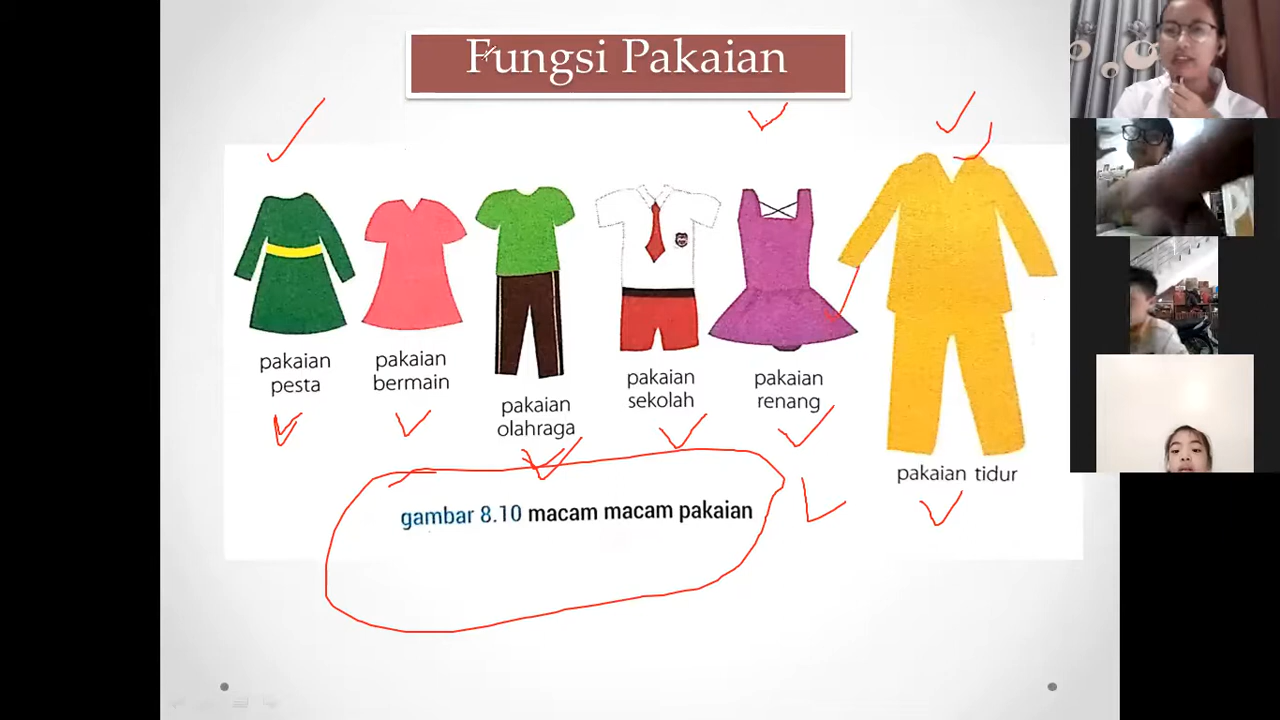 Fungsi Pakaian
pakaian
pesta
pakaian
bermain
pakaian
olahraga
pakaian
sekolah
pakaian
renang
pakaian tidur
gambar 8.10 macam macam pakaian